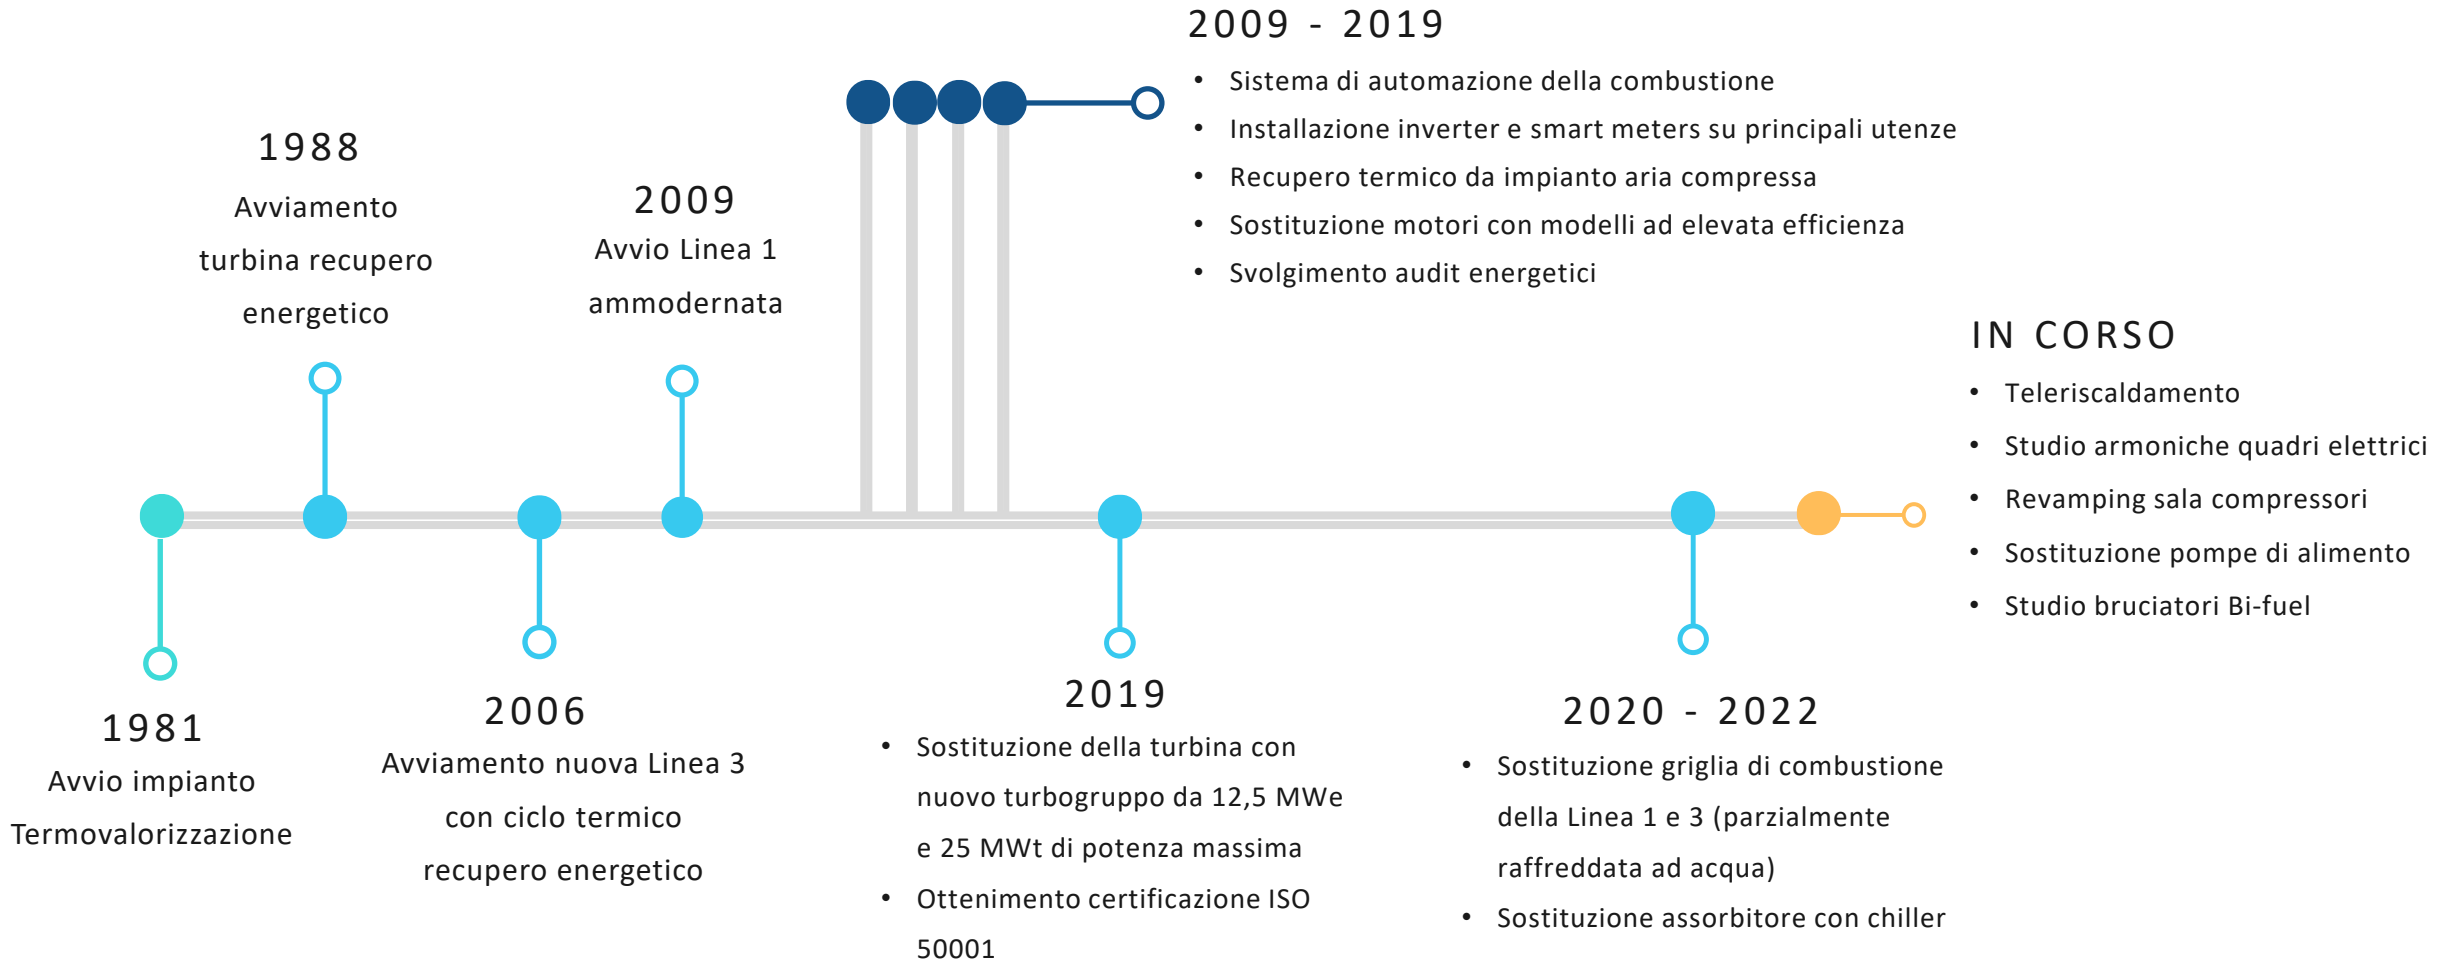 1981
Avvio impianto
Termovalorizzazione
1988
Avviamento
turbina recupero
energetico
2006
Avviamento nuova Linea 3
con ciclo termico
recupero energetico
2009
Avvio Linea 1
ammodernata
2009 - 2019
• Sistema di automazione della combustione
• Installazione inverter e smart meters su principali utenze
• Recupero termico da impianto aria compressa
• Sostituzione motori con modelli ad elevata efficienza
• Svolgimento audit energetici
2019
• Sostituzione della turbina con
nuovo turbogruppo da 12,5 MWe
e 25 MWt di potenza massima
• Ottenimento certificazione ISO
50001
2020 - 2022
• Sostituzione griglia di combustione
della Linea 1 e 3 (parzialmente
raffreddata ad acqua)
• Sostituzione assorbitore con chiller
IN CORSO
• Teleriscaldamento
• Studio armoniche quadri elettrici
• Revamping sala compressori
• Sostituzione pompe di alimento
• Studio bruciatori Bi-fuel